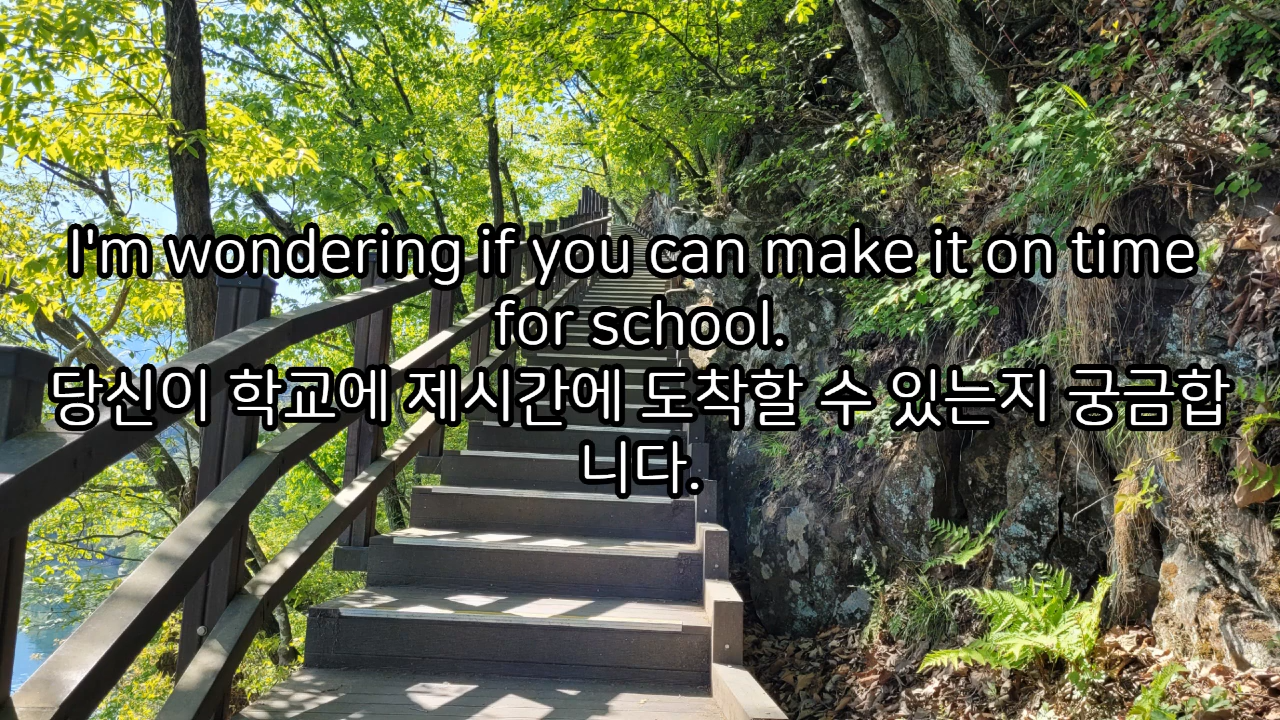 I'm wondering if you can make it on time
for school.
당신이 학교에 제시간에 도착할 수 있는지 궁금합
니다.